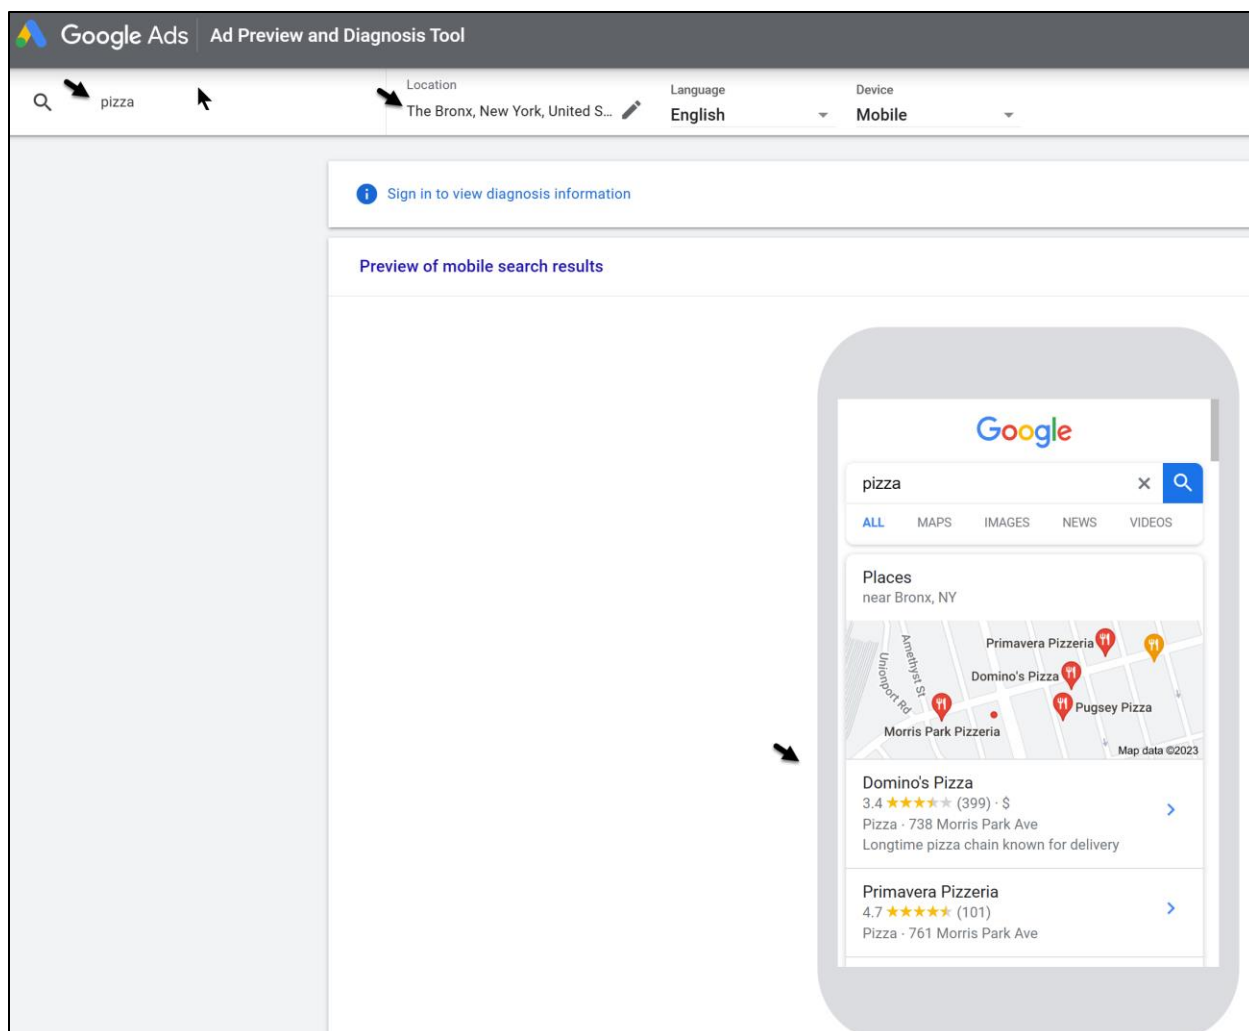 Google Ads Ad Preview and Diagnosis Tool
pizza
Location
The Bronx, New York, United S...
Language
English
Device
Mobile
Sign in to view diagnosis information
Preview of mobile search results
Google
pizza
ALL MAPS IMAGES NEWS VIDEOS
Places
near Bronx, NY
Amethyst St
Unionport Rd
Primavera Pizzeria
Domino's Pizza
Pugsey Pizza
Morris Park Pizzeria
Map data ©2023
Domino's Pizza
3.4 (399) · $
Pizza · 738 Morris Park Ave
Longtime pizza chain known for delivery
Primavera Pizzeria
4.7 (101)
Pizza · 761 Morris Park Ave